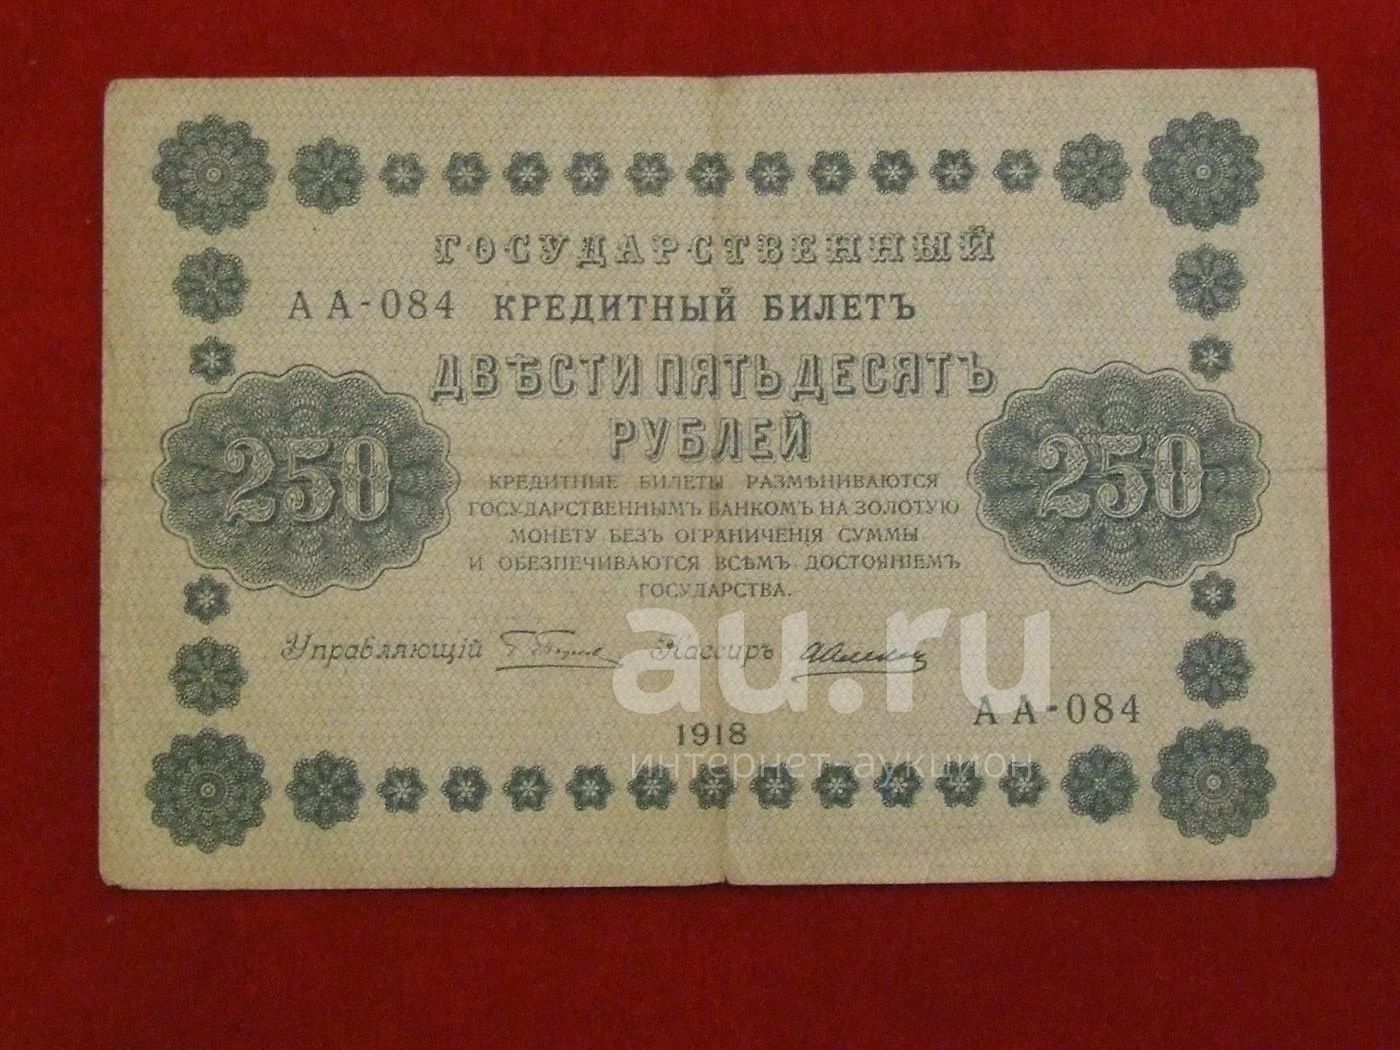 ГОСУДАРСТВЕННЫЙ
АА-084 КРЕДИТНЫЙ БИЛЕТЪ
ДВѢСТИ ПЯТЬДЕСЯТЪ
РУБЛЕЙ
250
250
КРЕДИТНЫЕ БИЛЕТЫ РАЗМѢНИВАЮТСЯ
ГОСУДАРСТВЕННЫМЪ БАНКОМЪ НА ЗОЛОТУЮ
МОНЕТУ БЕЗЪ ОГРАНИЧЕНІЯ СУММЫ
И ОБЕЗПЕЧИВАЮТСЯ ВСѢМЪ ДОСТОЯНІЕМЪ
ГОСУДАРСТВА.
Управляющій Кассиръ
au.ru
АА-084
1918
интернет-аукцион